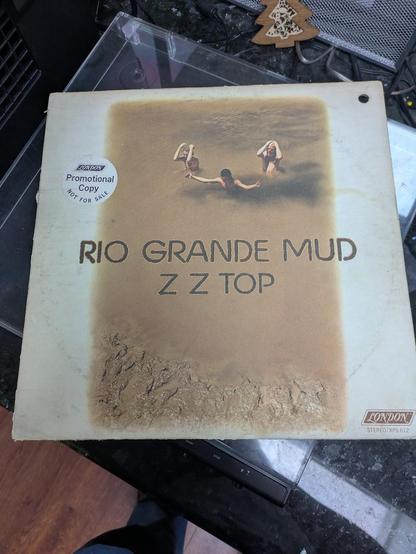 LONDON
Promotional
Copy
NOT FOR SALE
RIO GRANDE MUD
Z Z TOP
LONDON
STEREO/XPS 612